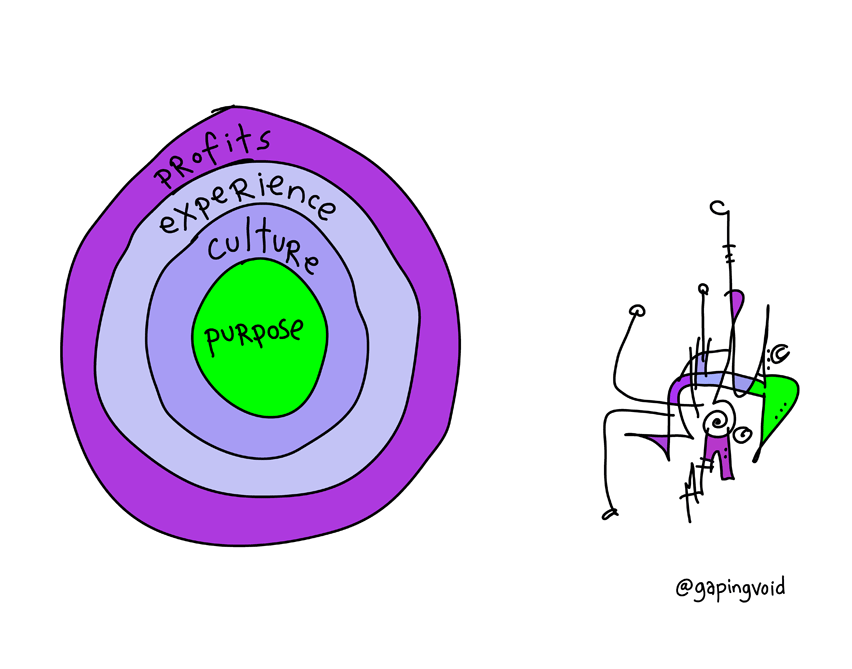 profits
experience
culture
purpose
@gapingvoid